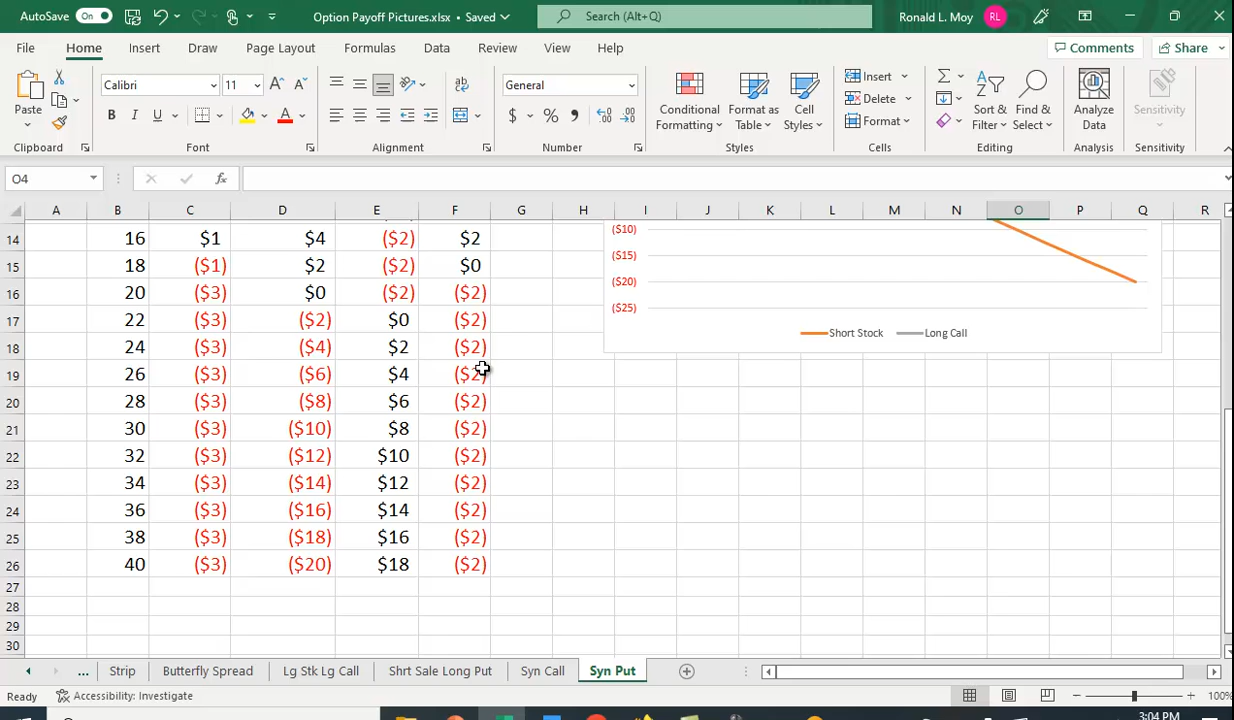 AutoSave On Option Payoff Pictures.xlsx • Saved Search (Alt+Q) Ronald L. Moy RL
File Home Insert Draw Page Layout Formulas Data Review View Help Comments Share
Calibri 11 General
Paste Conditional Formatting Format as Table Cell Styles Insert Delete Format Sort & Filter Find & Select Analyze Data Sensitivity
Clipboard Font Alignment Number Styles Cells Editing Analysis Sensitivity
O4 fx
A B C D E F G H I J K L M N O P Q R
14 16 $1 $4 ($2) $2
15 18 ($1) $2 ($2) $0
16 20 ($3) $0 ($2) ($2)
17 22 ($3) ($2) $0 ($2)
18 24 ($3) ($4) $2 ($2)
19 26 ($3) ($6) $4 ($2)
20 28 ($3) ($8) $6 ($2)
21 30 ($3) ($10) $8 ($2)
22 32 ($3) ($12) $10 ($2)
23 34 ($3) ($14) $12 ($2)
24 36 ($3) ($16) $14 ($2)
25 38 ($3) ($18) $16 ($2)
26 40 ($3) ($20) $18 ($2)
27
28
29
30
($10)
($15)
($20)
($25)
Short Stock Long Call
... Strip Butterfly Spread Lg Stk Lg Call Shrt Sale Long Put Syn Call Syn Put
Ready Accessibility: Investigate 100%
3:04 PM